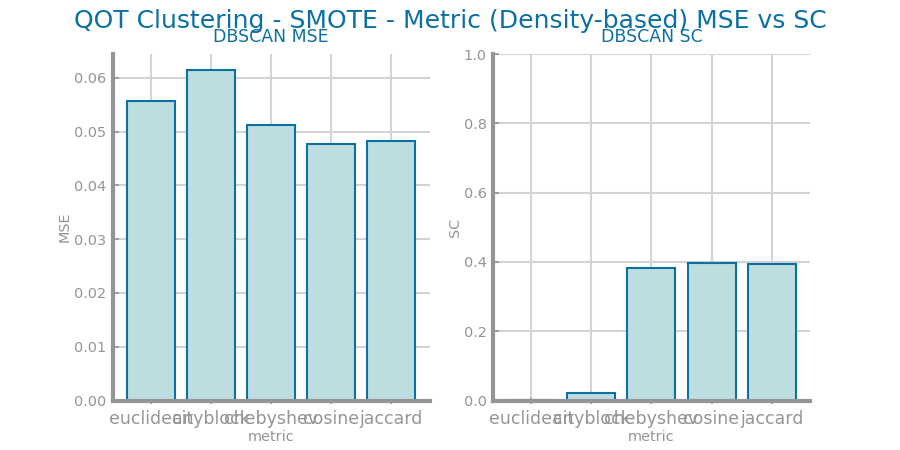 QOT Clustering - SMOTE - Metric (Density-based) MSE vs SC
DBSCAN MSE
MSE
0.06
0.05
0.04
0.03
0.02
0.01
0.00
euclidean cityblock chebyshev cosine jaccard
metric
DBSCAN SC
SC
1.0
0.8
0.6
0.4
0.2
0.0
euclidean cityblock chebyshev cosine jaccard
metric